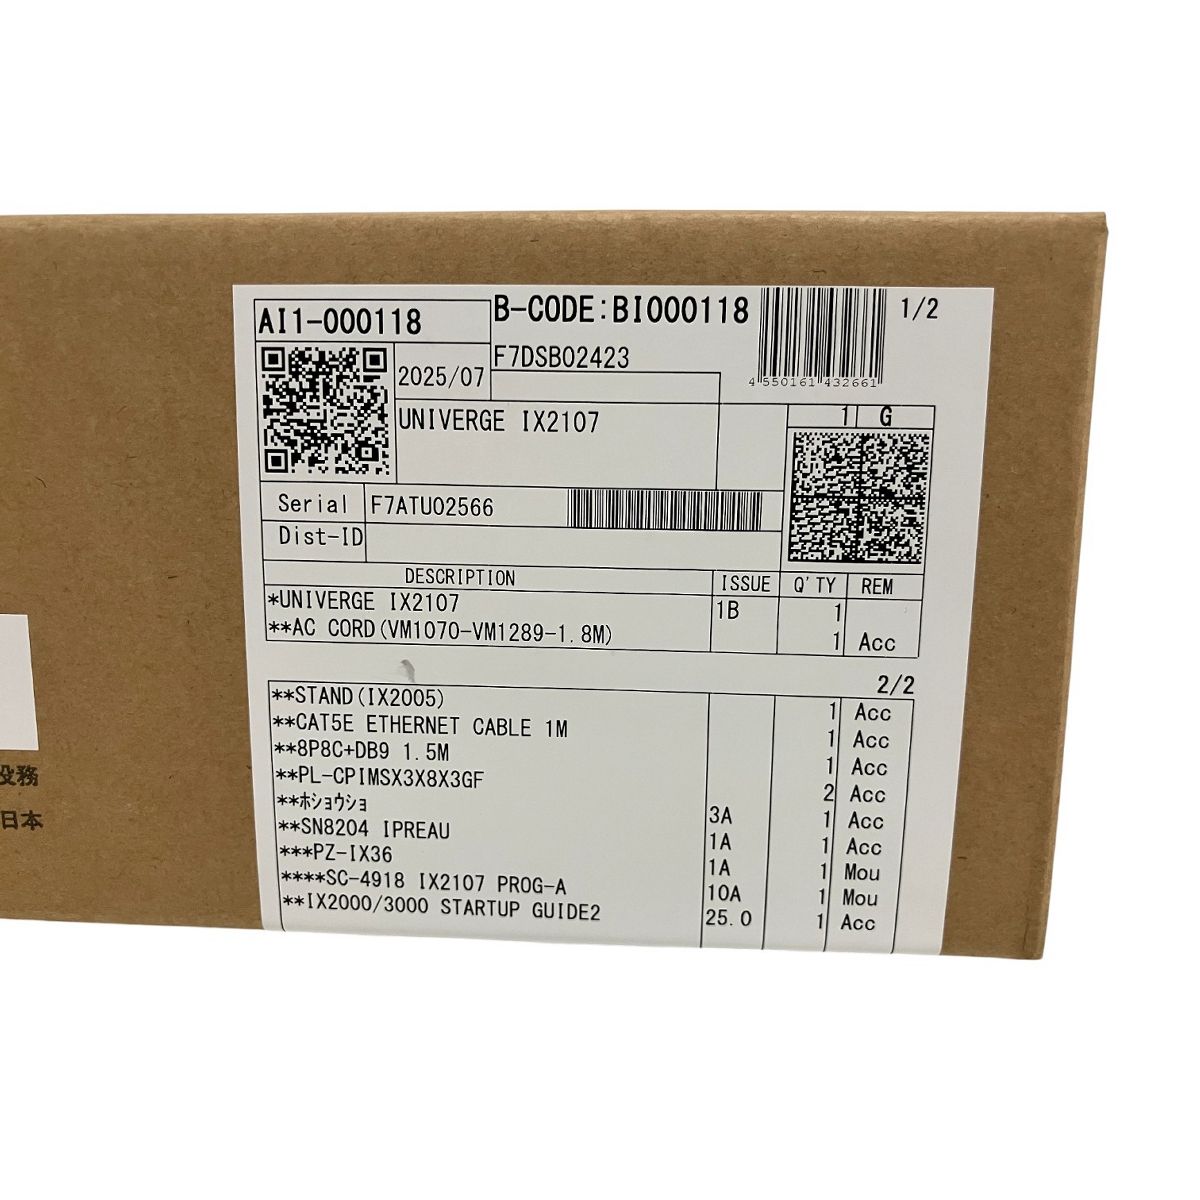 AI1-000118
B-CODE:BI000118
1/2
4 550161 432661
F7DSB02423
2025/07
UNIVERGE IX2107
1 G
Serial F7ATU02566
Dist-ID
DESCRIPTION ISSUE Q'TY REM
*UNIVERGE IX2107 1B 1
**AC CORD(VM1070-VM1289-1.8M) 1 Acc
2/2
**STAND(IX2005) 1 Acc
**CAT5E ETHERNET CABLE 1M 1 Acc
**8P8C+DB9 1.5M 1 Acc
**PL-CPIMSX3X8X3GF 2 Acc
**ﾎｼｮｳｼｮ 3A 1 Acc
**SN8204 IPREAU 1A 1 Acc
***PZ-IX36 1A 1 Mou
****SC-4918 IX2107 PROG-A 10A 1 Mou
**IX2000/3000 STARTUP GUIDE2 25.0 1 Acc
役務
日本